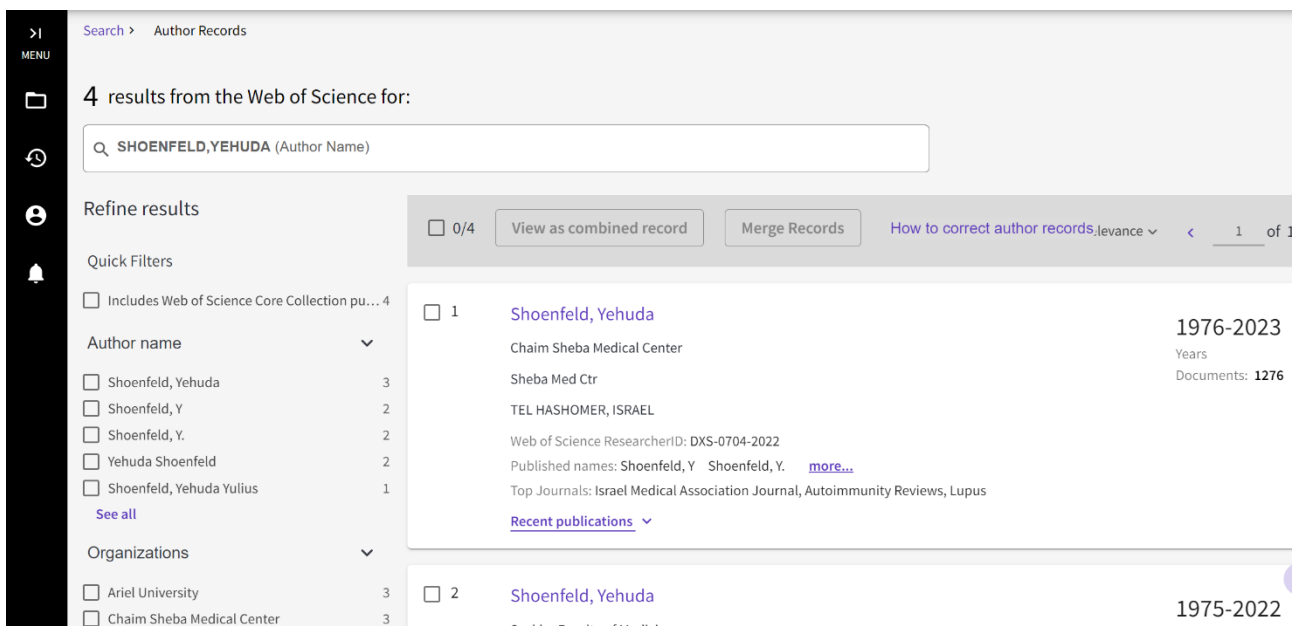 MENU
Search > Author Records
4 results from the Web of Science for:
SHOENFELD,YEHUDA (Author Name)
Refine results
Quick Filters
Includes Web of Science Core Collection pu... 4
Author name
Shoenfeld, Yehuda 3
Shoenfeld, Y 2
Shoenfeld, Y. 2
Yehuda Shoenfeld 2
Shoenfeld, Yehuda Yulius 1
See all
Organizations
Ariel University 3
Chaim Sheba Medical Center 3
0/4 View as combined record Merge Records How to correct author records levance < 1 of 1
1 Shoenfeld, Yehuda
Chaim Sheba Medical Center
Sheba Med Ctr
TEL HASHOMER, ISRAEL
Web of Science ResearcherID: DXS-0704-2022
Published names: Shoenfeld, Y Shoenfeld, Y. more...
Top Journals: Israel Medical Association Journal, Autoimmunity Reviews, Lupus
Recent publications
1976-2023
Years
Documents: 1276
2 Shoenfeld, Yehuda
1975-2022